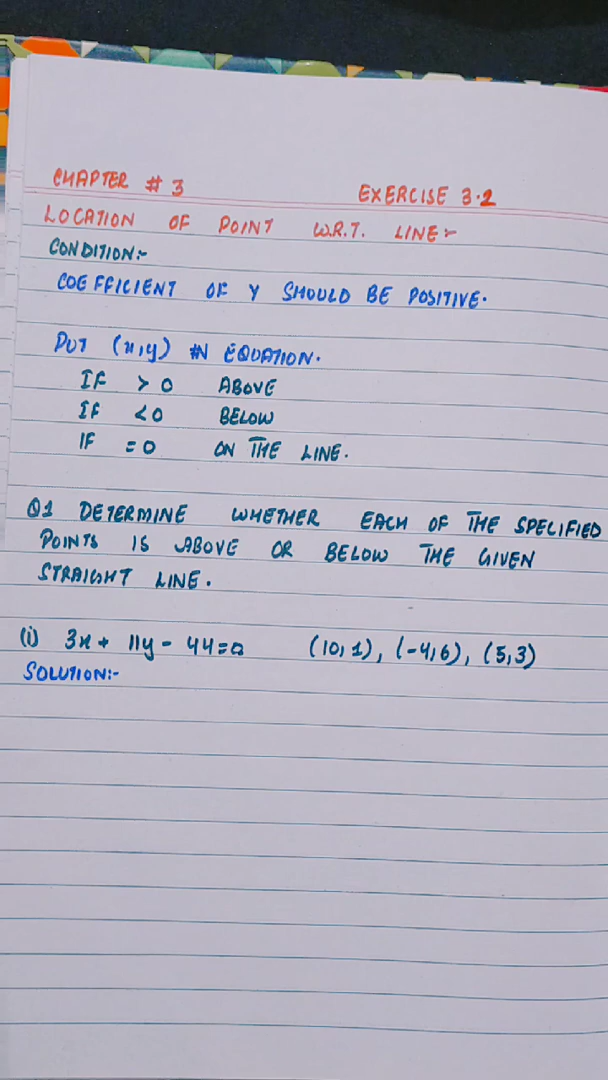 CHAPTER # 3 EXERCISE 3.2
LOCATION OF POINT W.R.T. LINE:-
CONDITION:-
COEFFICIENT OF Y SHOULD BE POSITIVE.
PUT (x,y) IN EQUATION.
IF > 0 ABOVE
IF < 0 BELOW
IF = 0 ON THE LINE.
Q1 DETERMINE WHETHER EACH OF THE SPECIFIED
POINTS IS ABOVE OR BELOW THE GIVEN
STRAIGHT LINE.
(i) 3x + 11y - 44 = 0 (10,1), (-4,6), (5,3)
SOLUTION:-